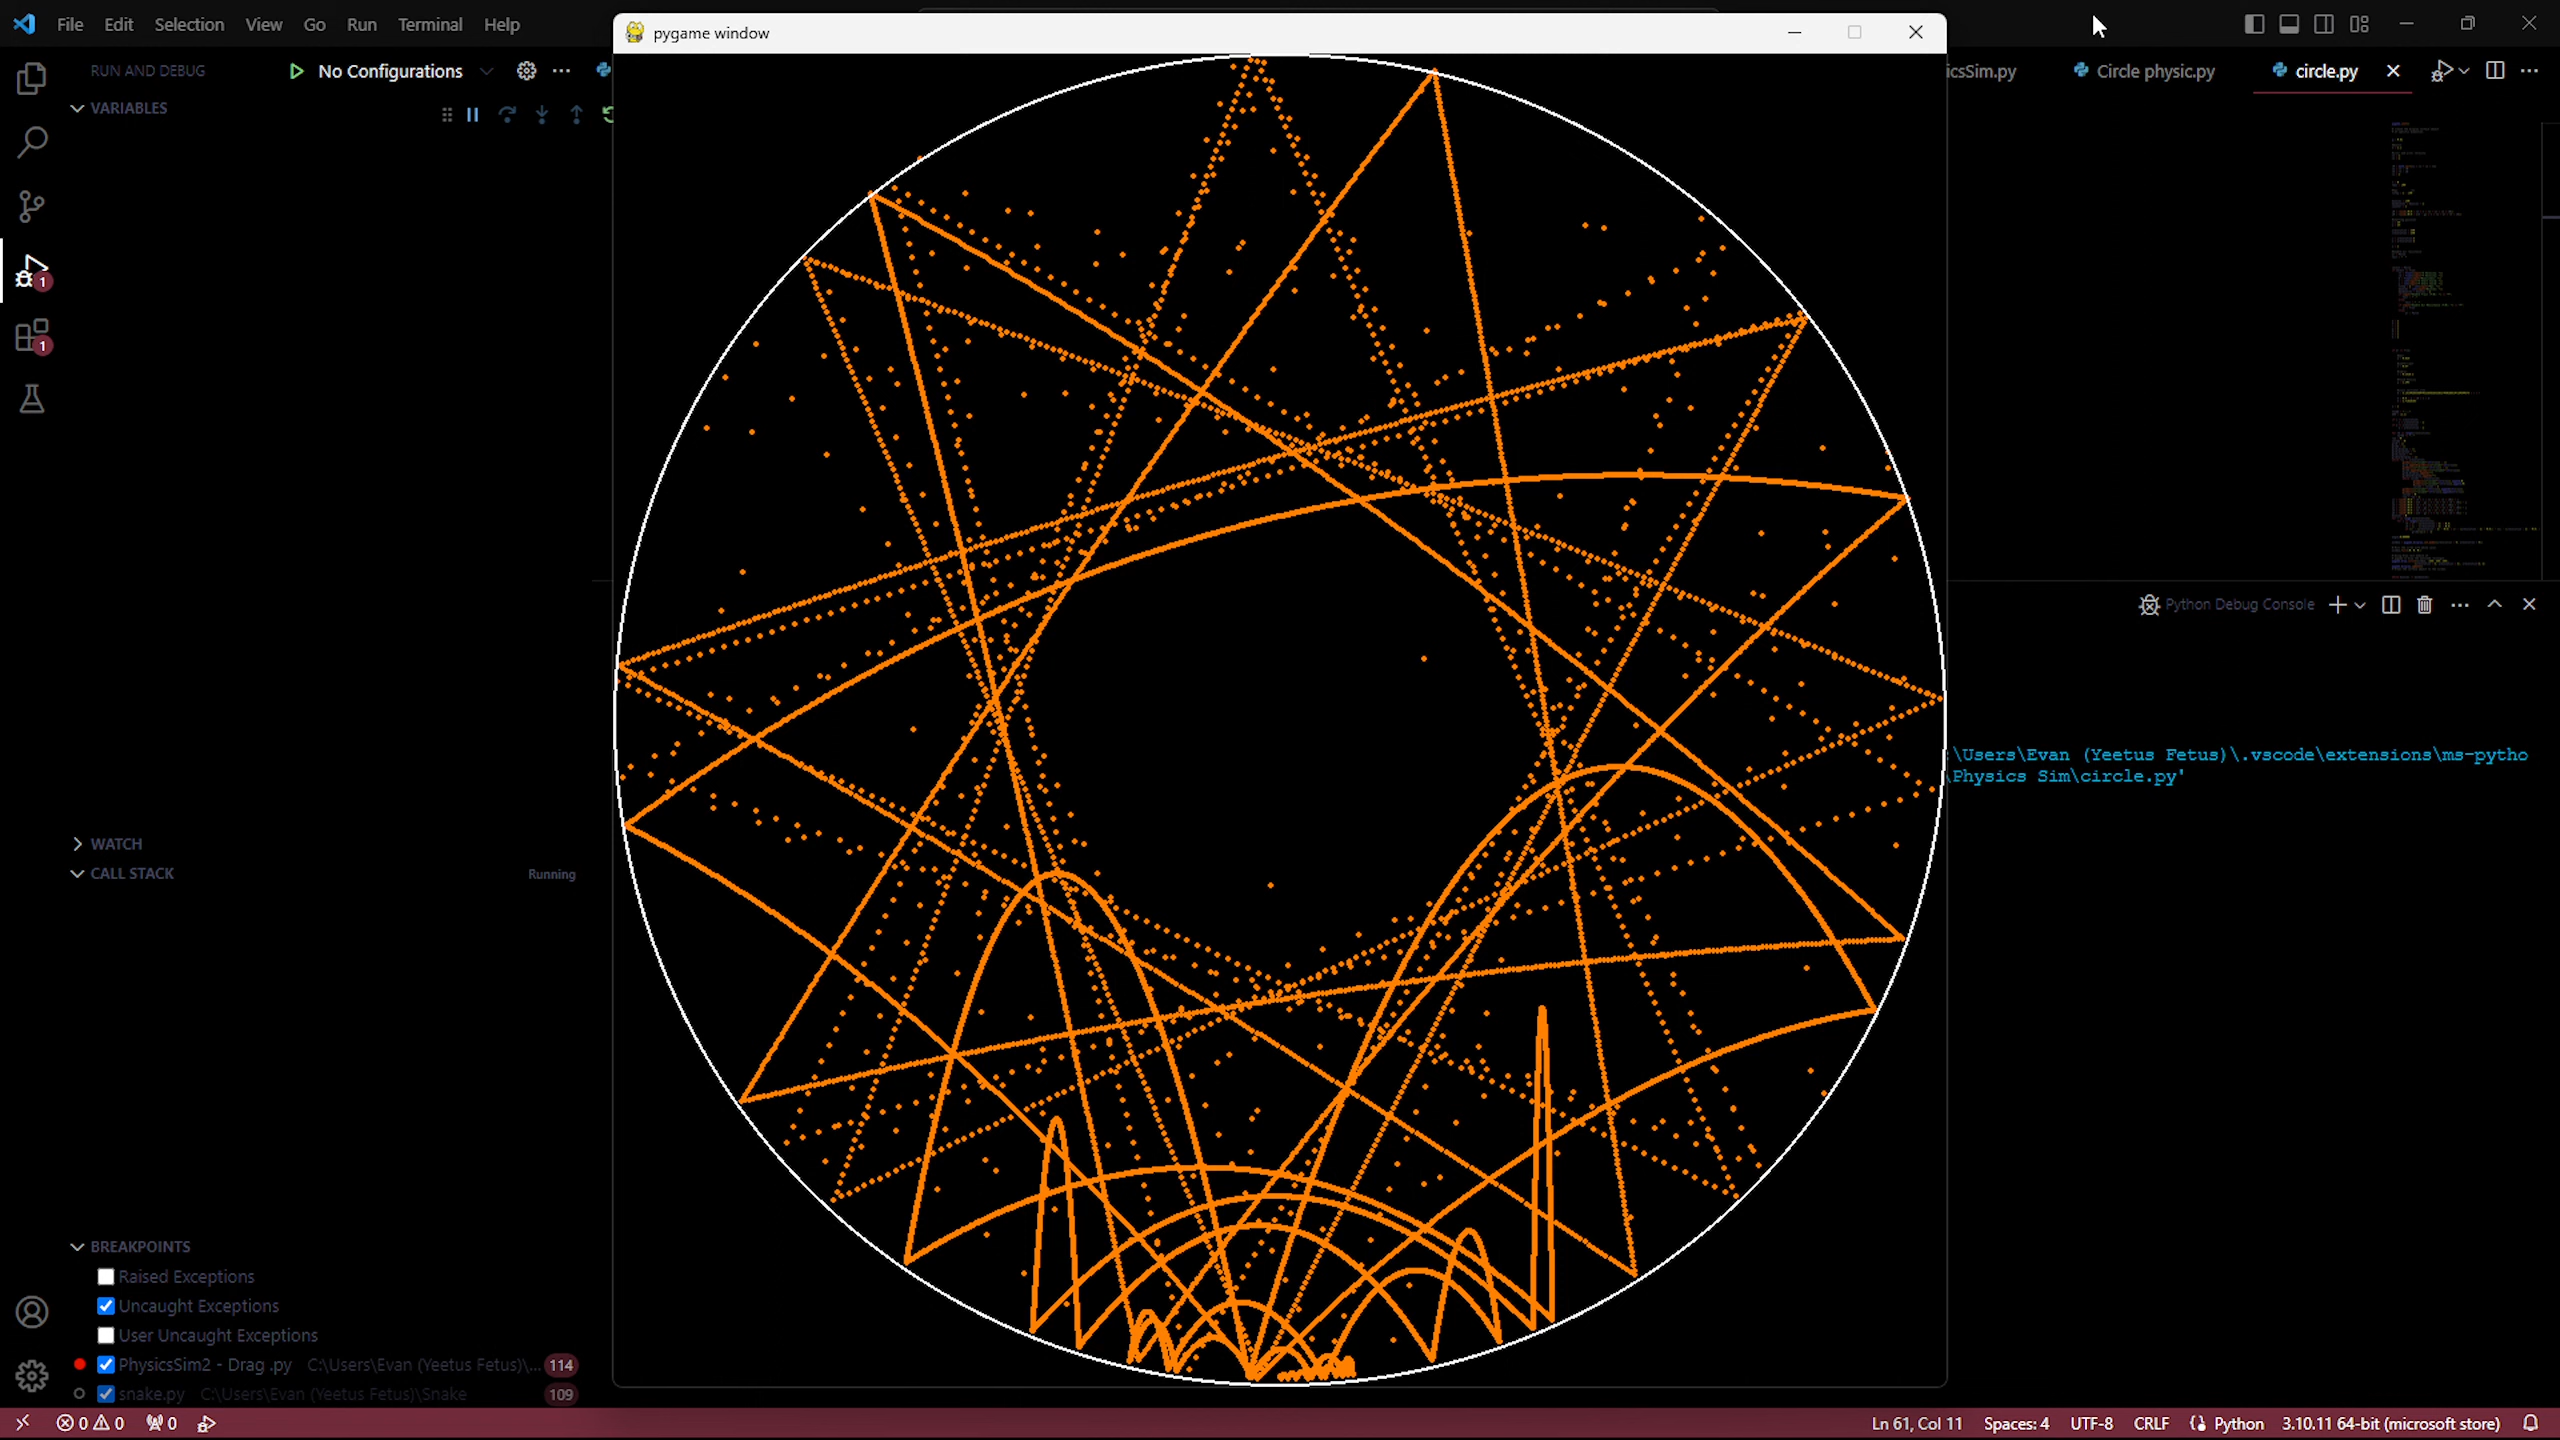 File Edit Selection View Go Run Terminal Help
pygame window
RUN AND DEBUG No Configurations
icsSim.py Circle physic.py circle.py
VARIABLES
1
1
Python Debug Console
\Users\Evan (Yeetus Fetus)\.vscode\extensions\ms-pytho
\Physics Sim\circle.py'
WATCH
CALL STACK Running
BREAKPOINTS
Raised Exceptions
Uncaught Exceptions
User Uncaught Exceptions
PhysicsSim2 - Drag .py C:\Users\Evan (Yeetus Fetus)\... 114
snake.py C:\Users\Evan (Yeetus Fetus)\Snake 109
0 0 0 Ln 61, Col 11 Spaces: 4 UTF-8 CRLF Python 3.10.11 64-bit (microsoft store)